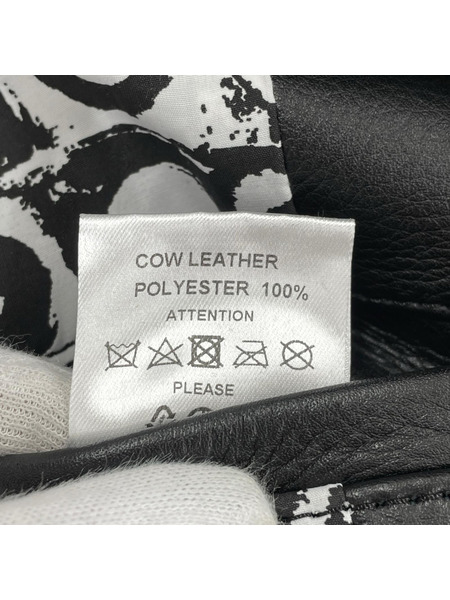 COW LEATHER
POLYESTER 100%
ATTENTION
PLEASE